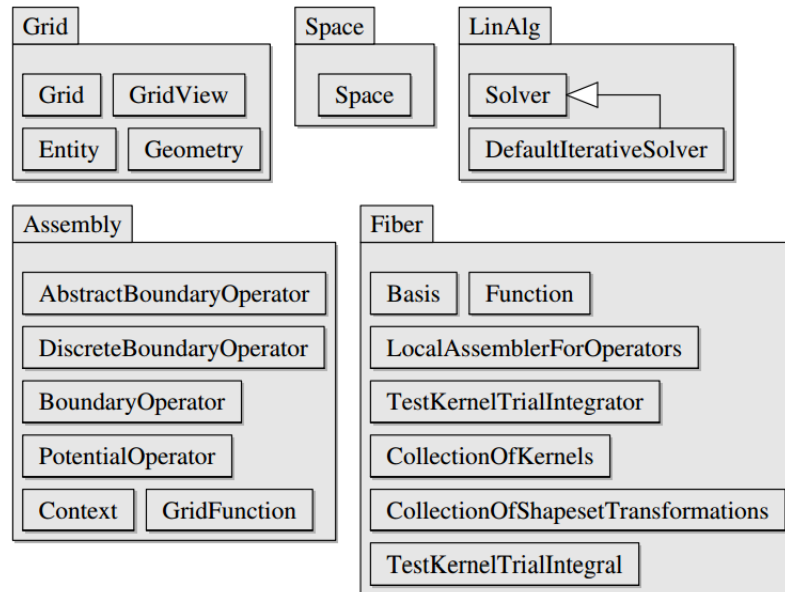 Grid
Grid GridView
Entity Geometry
Space
Space
LinAlg
Solver
DefaultIterativeSolver
Assembly
AbstractBoundaryOperator
DiscreteBoundaryOperator
BoundaryOperator
PotentialOperator
Context GridFunction
Fiber
Basis Function
LocalAssemblerForOperators
TestKernelTrialIntegrator
CollectionOfKernels
CollectionOfShapesetTransformations
TestKernelTrialIntegral